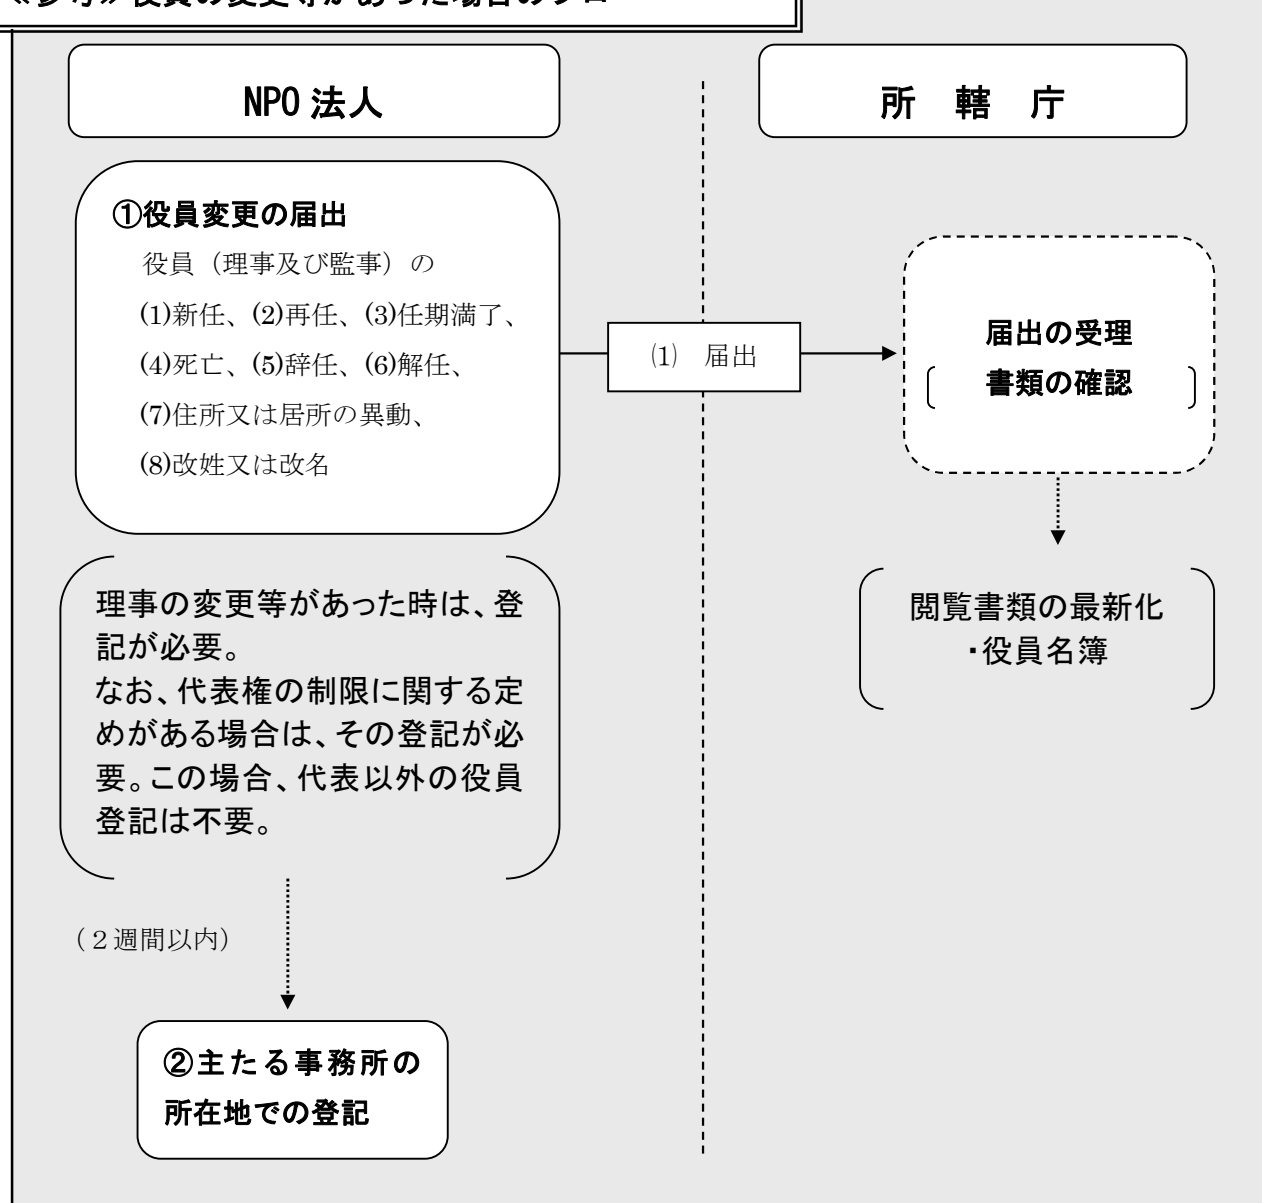 ≪参考≫役員の変更等があった場合のフロー
NPO 法人
所　轄　庁
①役員変更の届出
役員（理事及び監事）の
(1)新任、(2)再任、(3)任期満了、
(4)死亡、(5)辞任、(6)解任、
(7)住所又は居所の異動、
(8)改姓又は改名
⑴　届出
届出の受理
書類の確認
理事の変更等があった時は、登
記が必要。
なお、代表権の制限に関する定
めがある場合は、その登記が必
要。この場合、代表以外の役員
登記は不要。
閲覧書類の最新化
・役員名簿
（２週間以内）
②主たる事務所の
所在地での登記